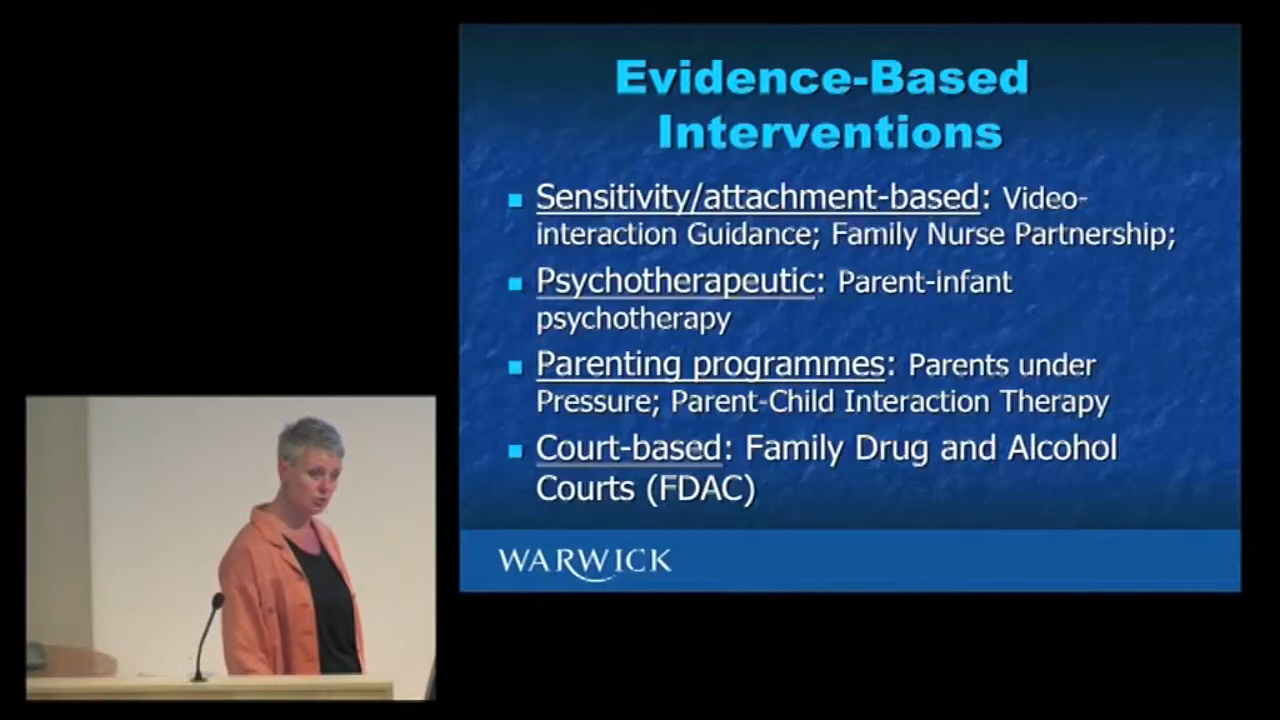 Evidence-Based
Interventions
Sensitivity/attachment-based: Video-
interaction Guidance; Family Nurse Partnership;
Psychotherapeutic: Parent-infant
psychotherapy
Parenting programmes: Parents under
Pressure; Parent-Child Interaction Therapy
Court-based: Family Drug and Alcohol
Courts (FDAC)
WARWICK